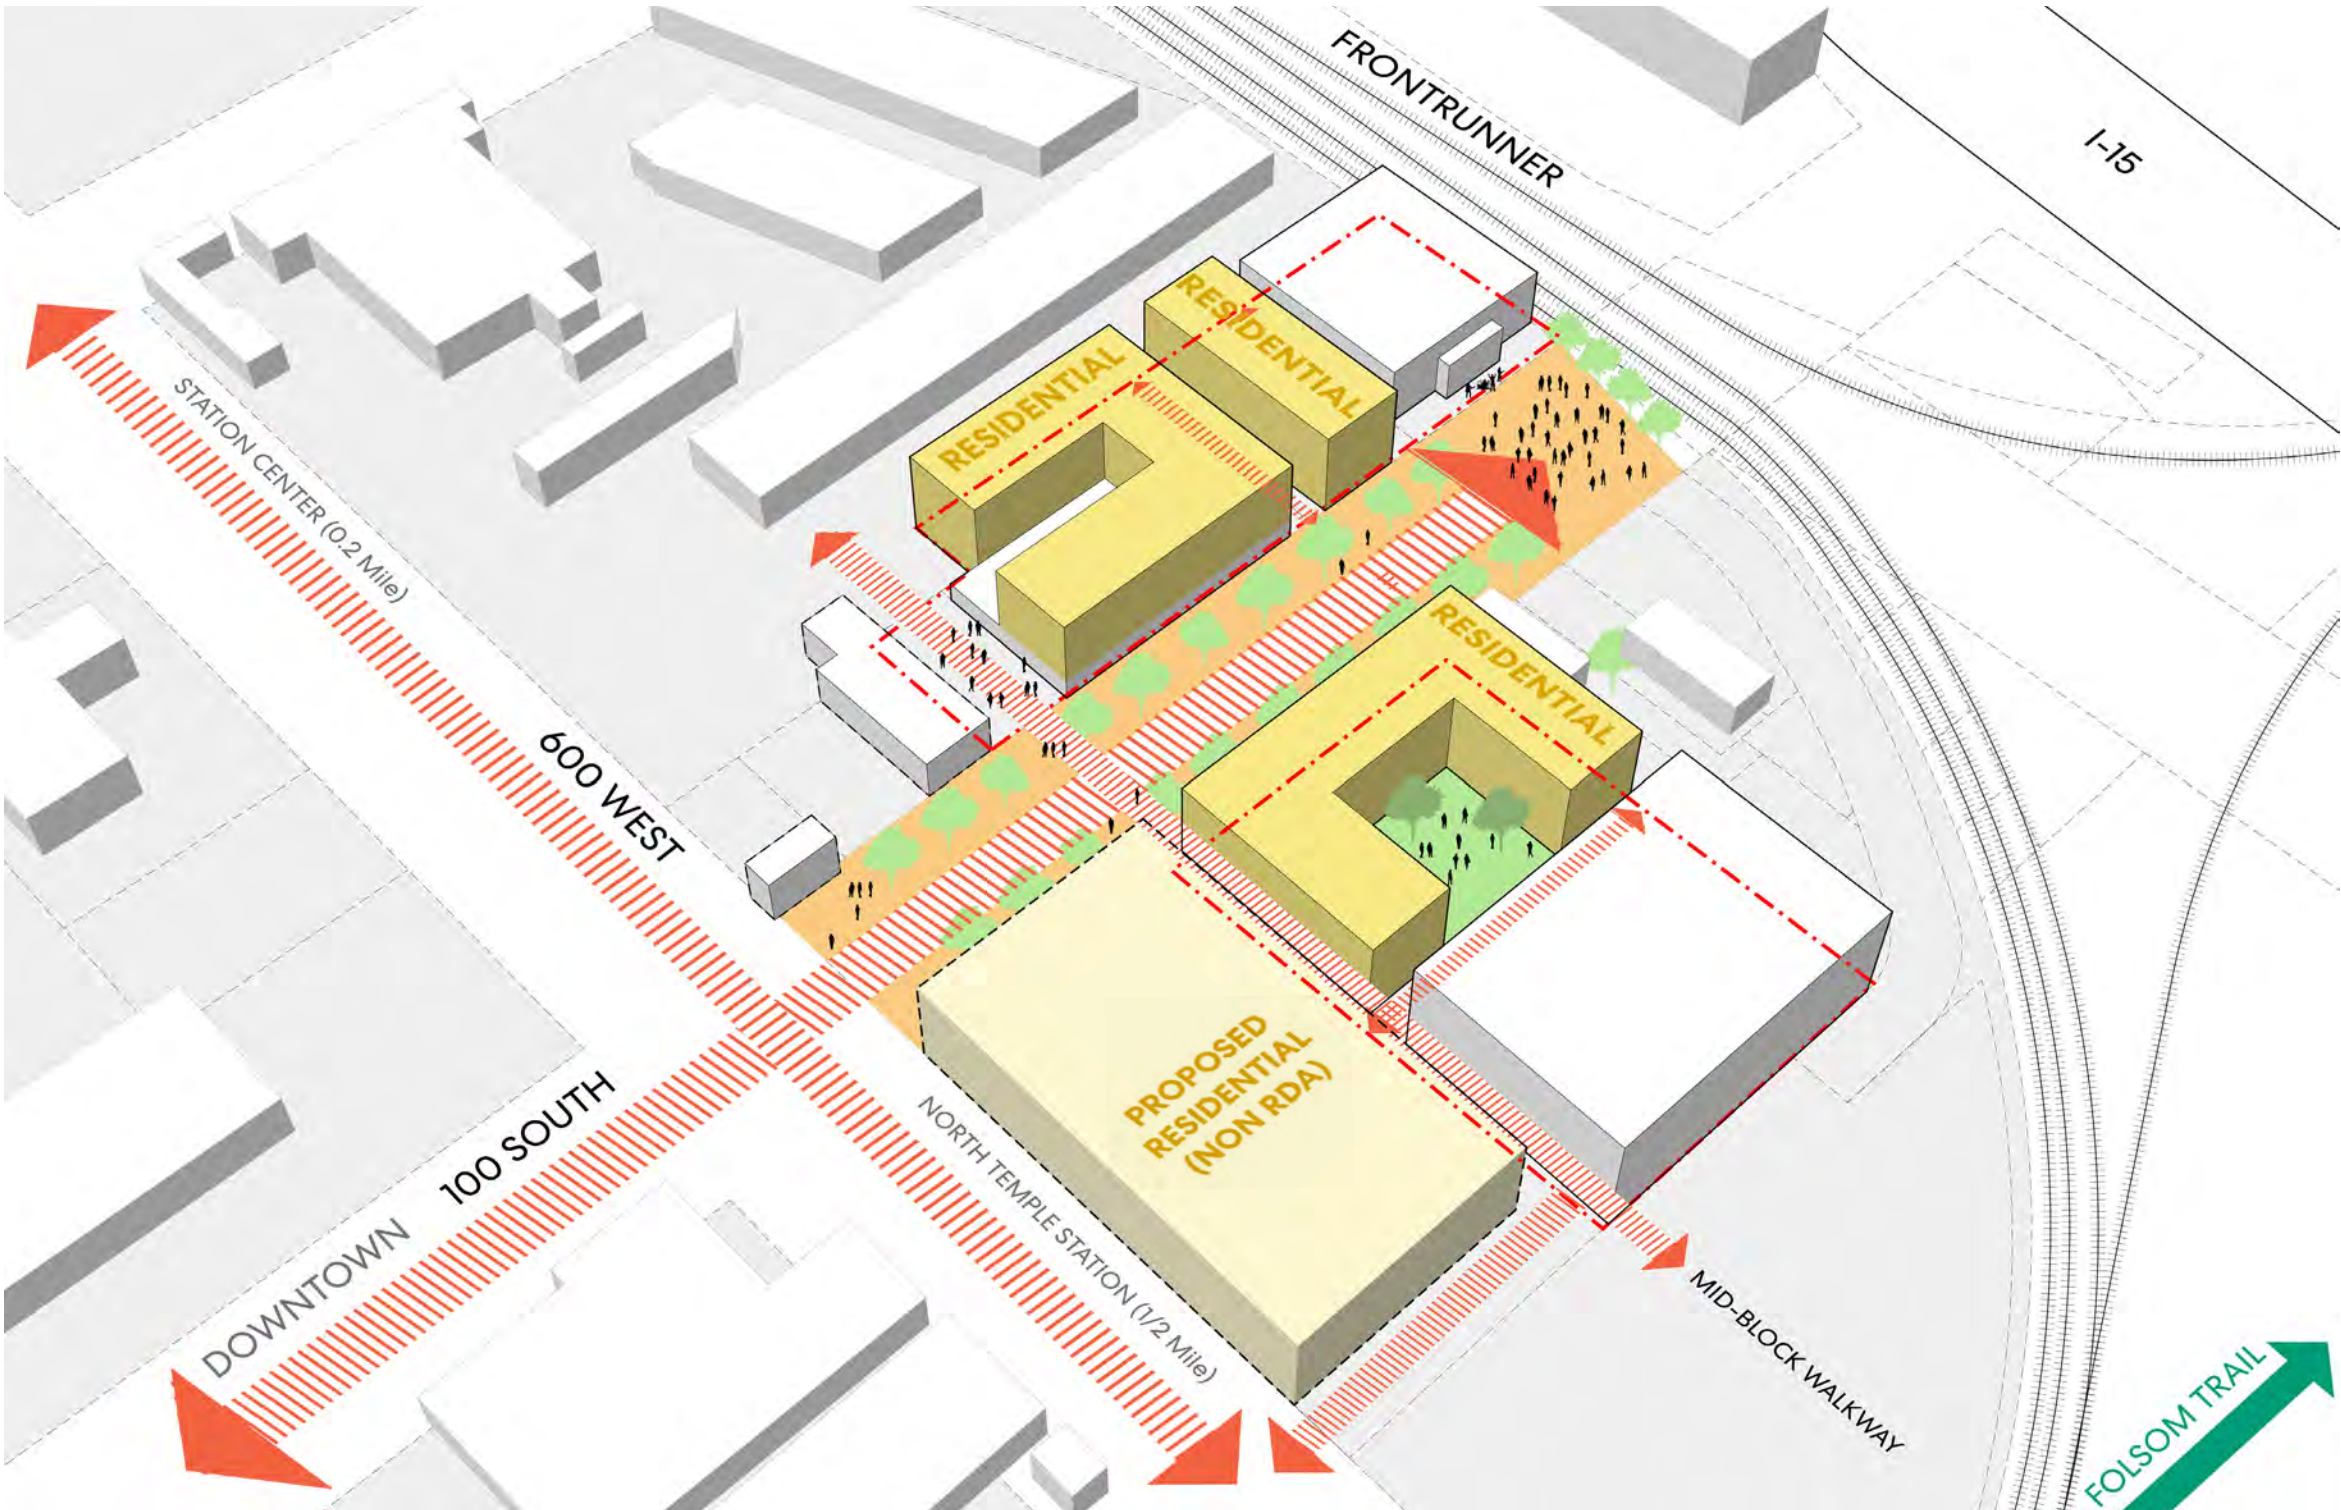 FRONTRUNNER
I-15
RESIDENTIAL
RESIDENTIAL
STATION CENTER (0.2 Mile)
RESIDENTIAL
600 WEST
PROPOSED
RESIDENTIAL
(NON RDA)
100 SOUTH
DOWNTOWN
NORTH TEMPLE STATION (1/2 Mile)
MID-BLOCK WALKWAY
FOLSOM TRAIL